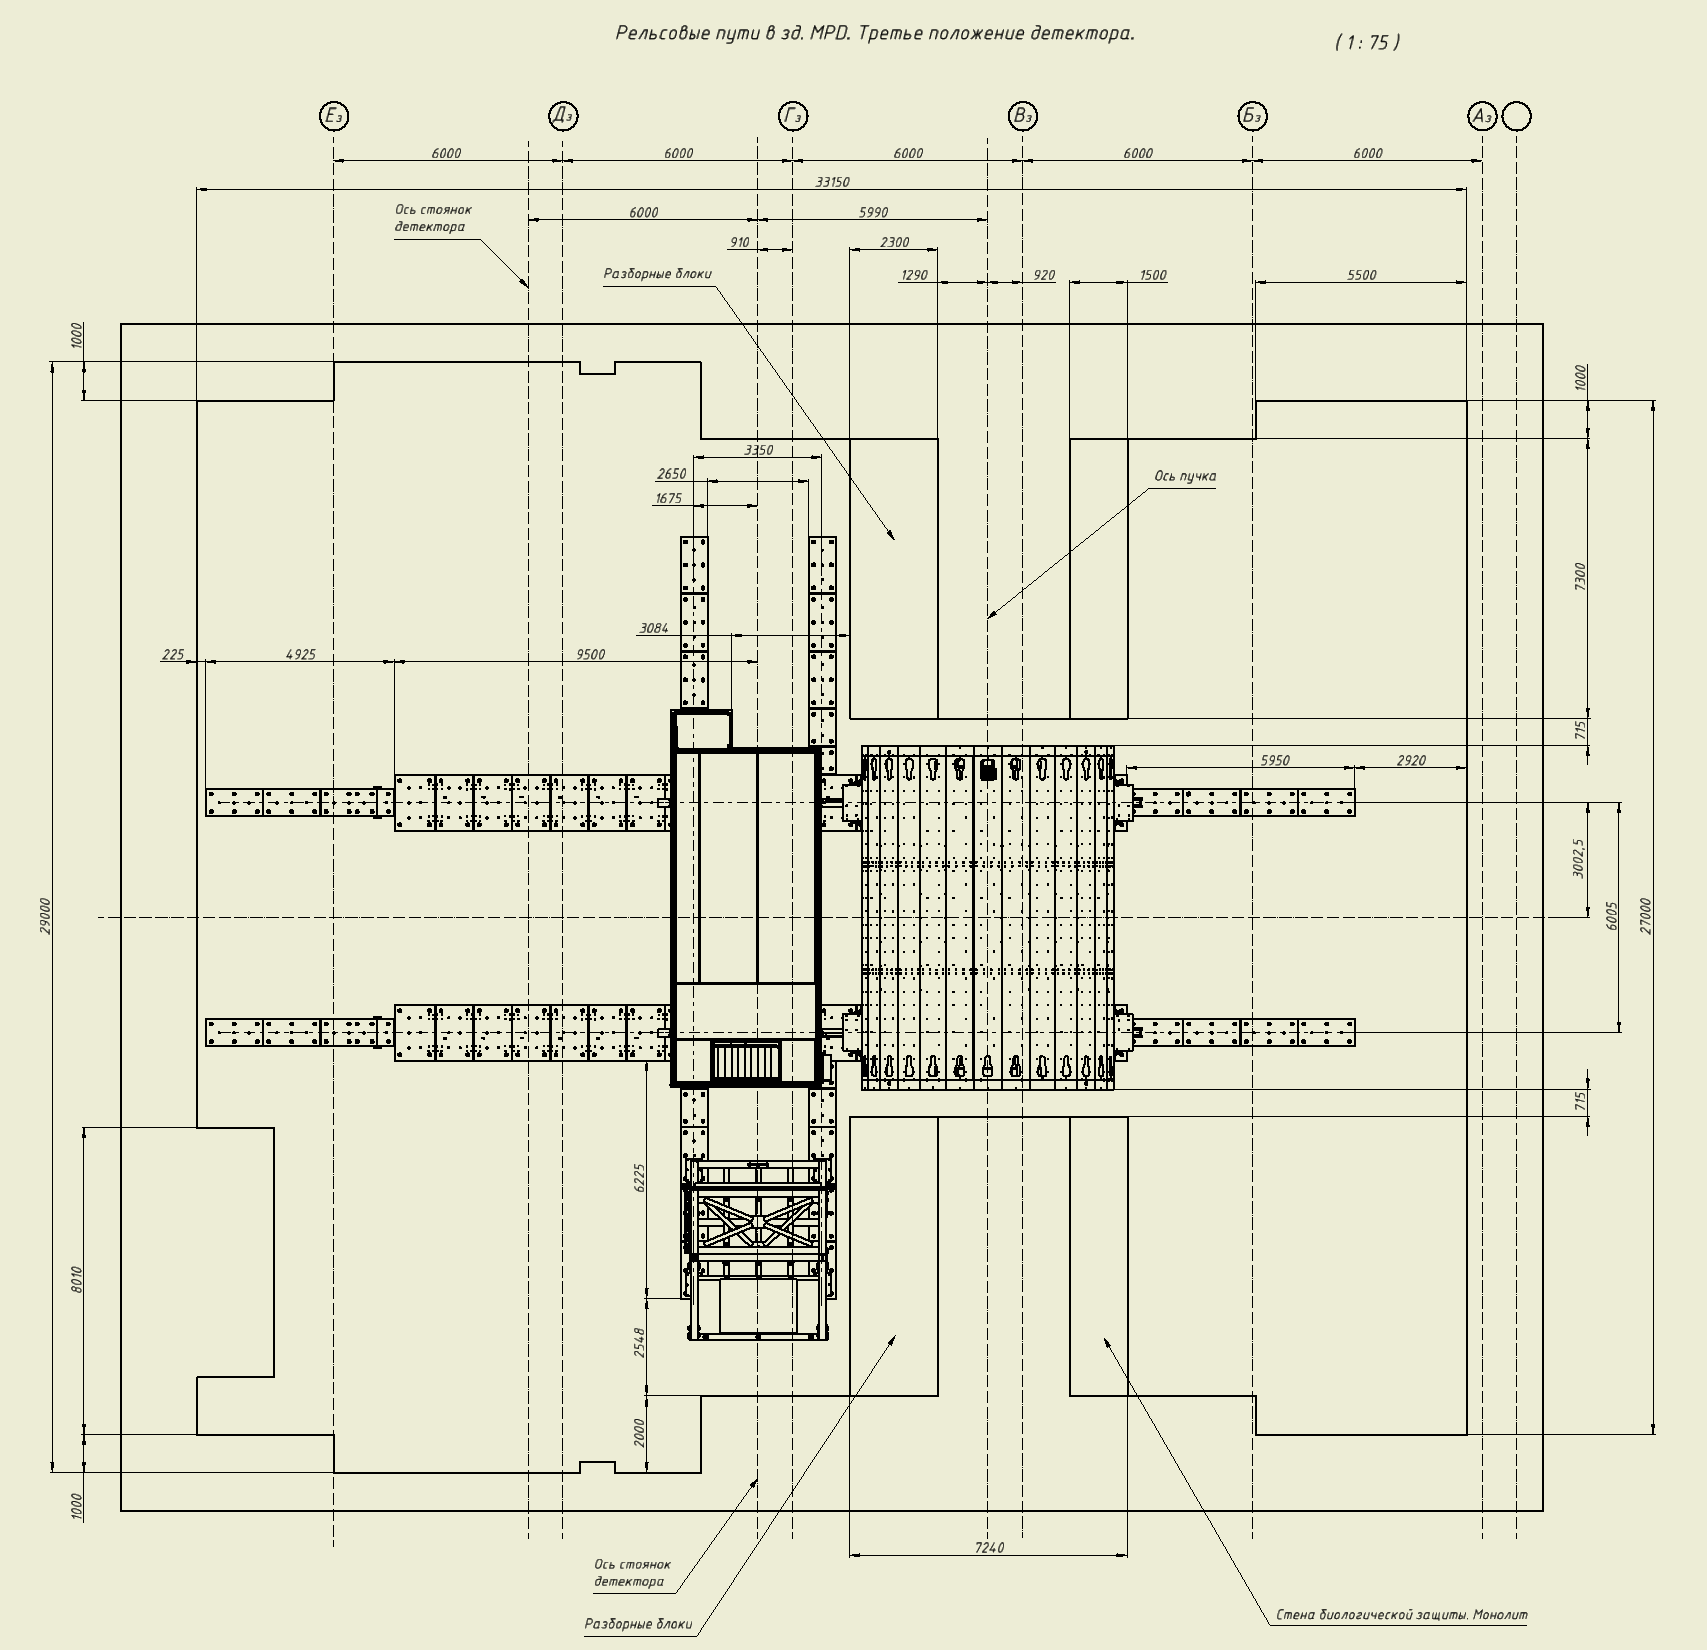 Рельсовые пути в зд. MPD. Третье положение детектора.
( 1 : 75 )
Е₃
Д₃
Г₃
В₃
Б₃
А₃
6000
6000
6000
6000
6000
33150
Ось стоянок
детектора
6000
5990
910
2300
Разборные блоки
1290
920
1500
5500
1000
1000
3350
2650
1675
Ось пучка
7300
3084
225
4925
9500
715
5950
2920
3002,5
29000
6005
27000
715
6225
8010
2548
2000
1000
7240
Ось стоянок
детектора
Разборные блоки
Стена биологической защиты. Монолит